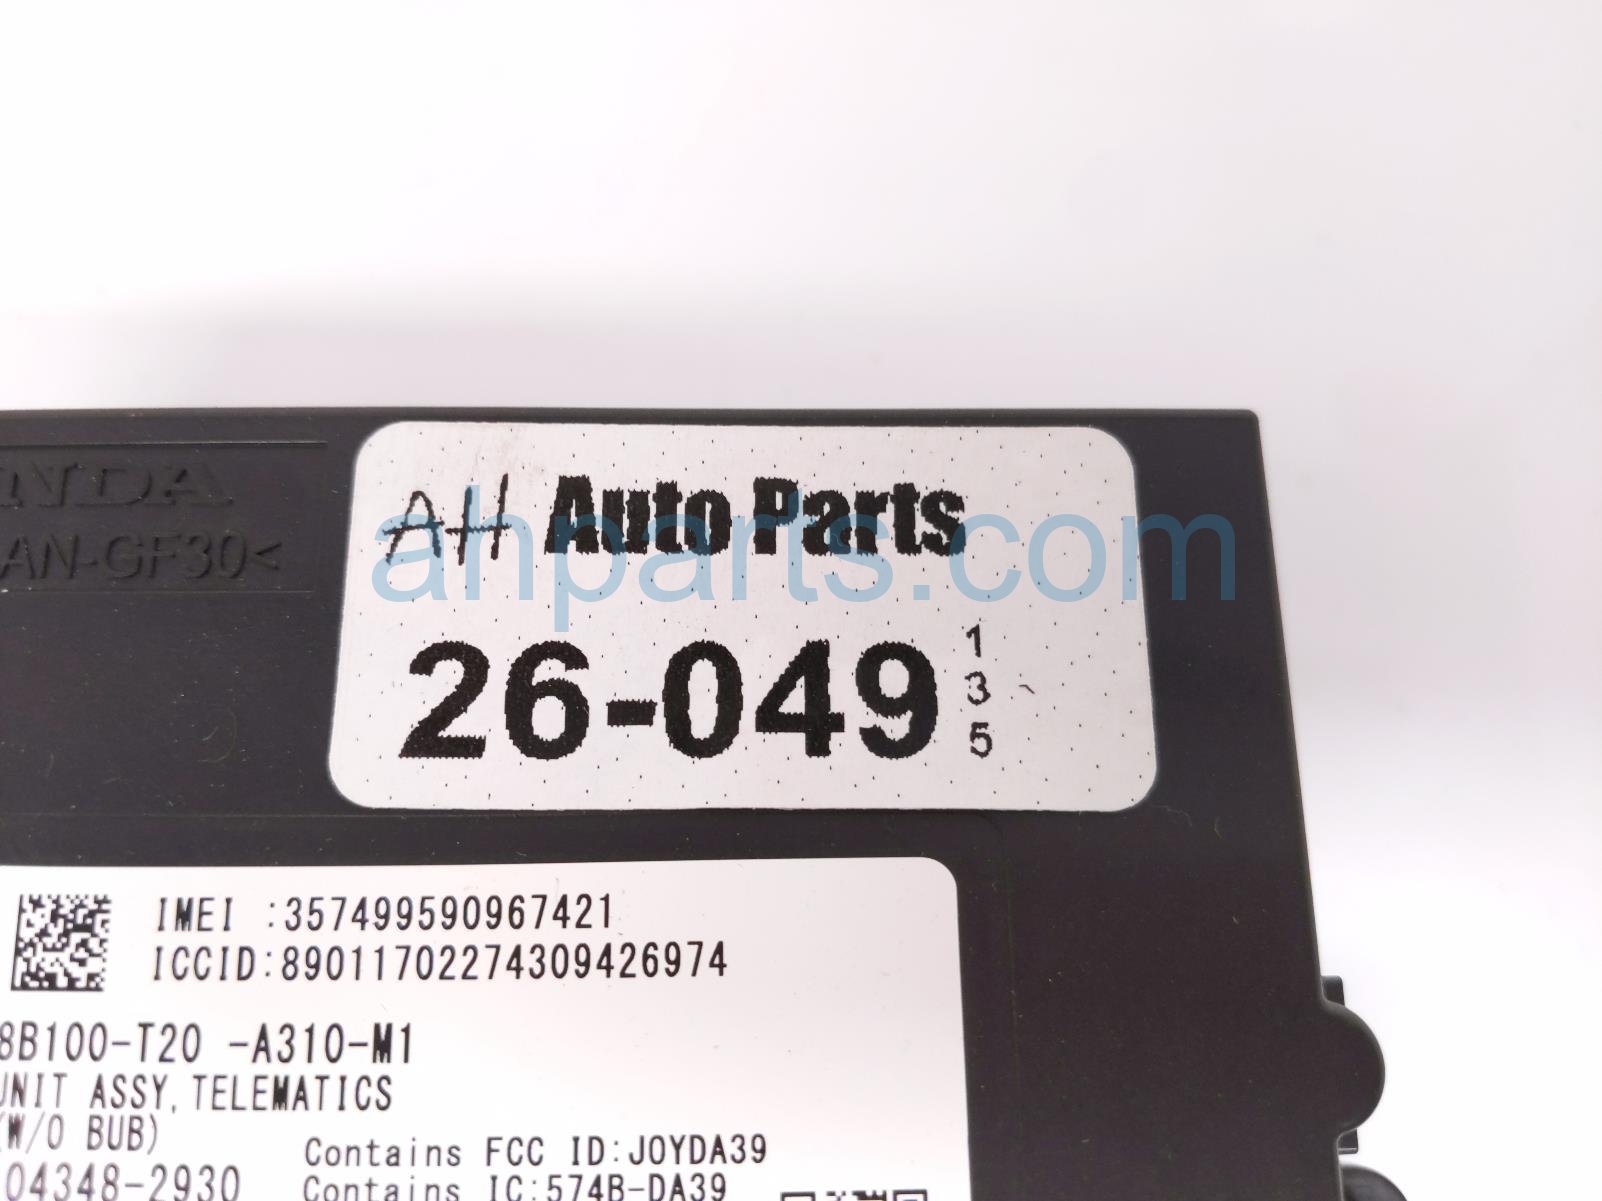 NDA
AN-GF30<
AH Auto Parts
ahparts.com
26-049
1
3
5
IMEI :357499590967421
ICCID:89011702274309426974
8B100-T20 -A310-M1
UNIT ASSY,TELEMATICS
(W/O BUB)
Contains FCC ID:JOYDA39
104348-2930
Contains IC:574B-DA39